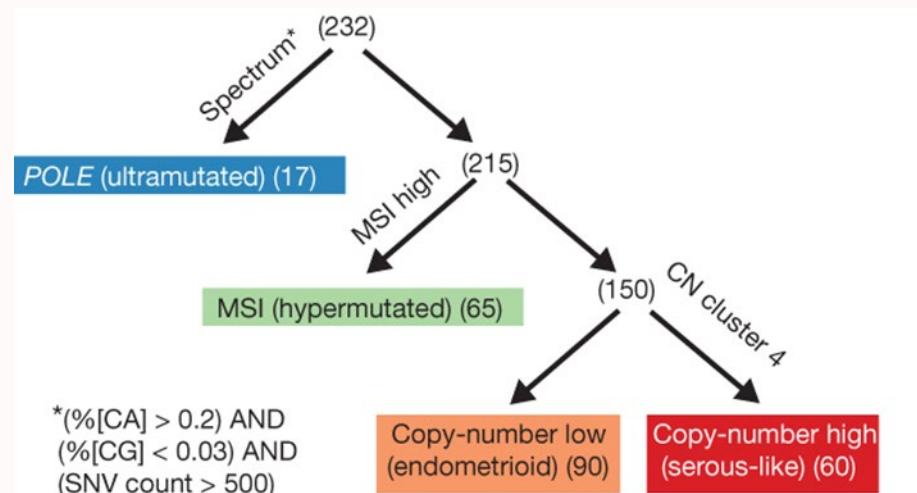 (232)
Spectrum*
POLE (ultramutated) (17)
(215)
MSI high
MSI (hypermutated) (65)
(150)
CN cluster 4
*(%[CA] > 0.2) AND
(%[CG] < 0.03) AND
(SNV count > 500)
Copy-number low
(endometrioid) (90)
Copy-number high
(serous-like) (60)